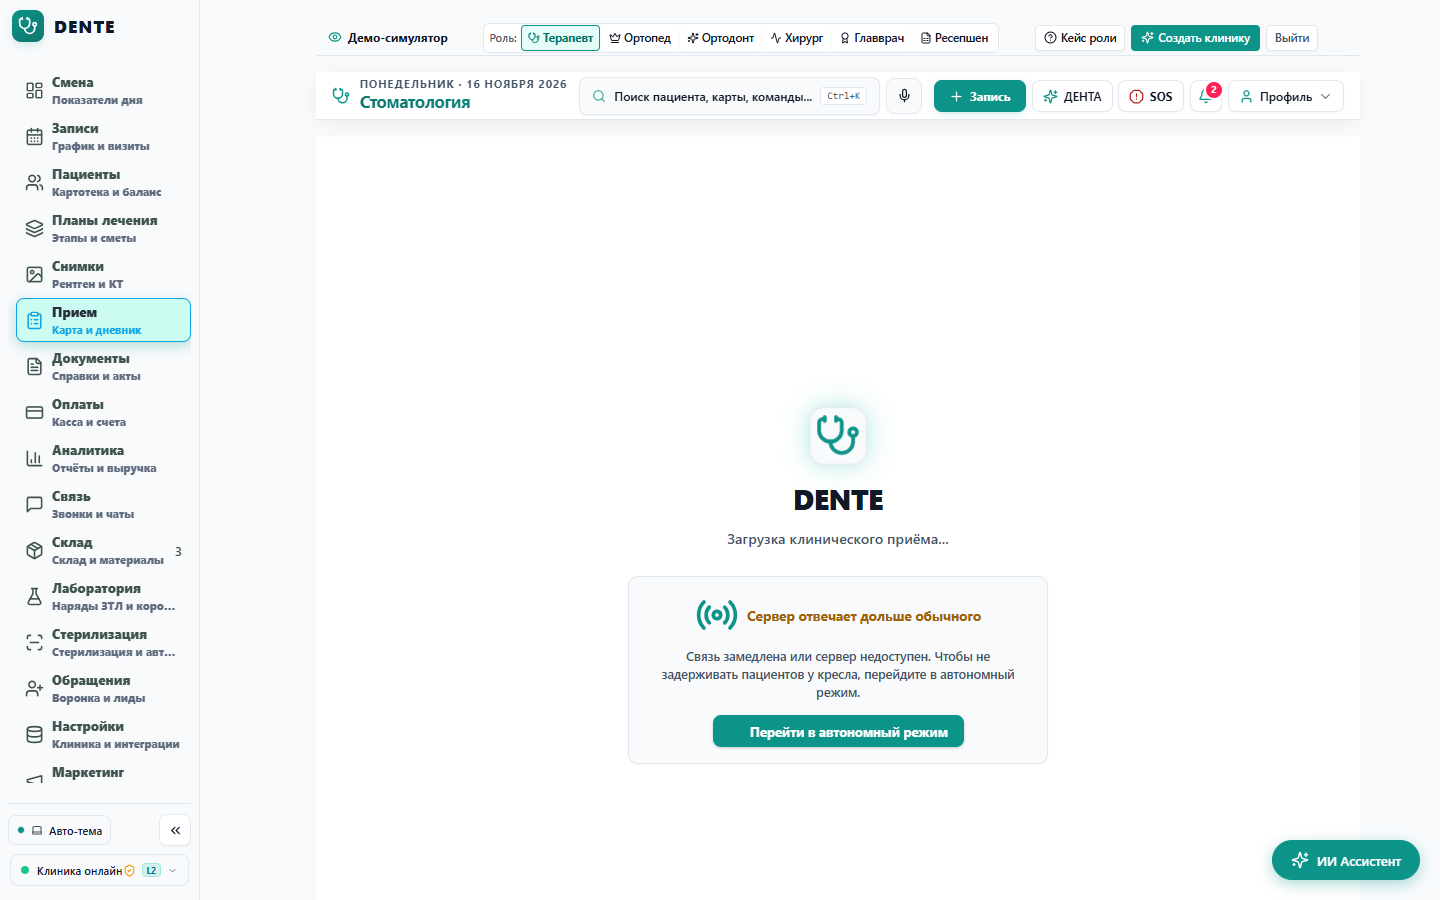 DENTE
Смена
Показатели дня
Записи
График и визиты
Пациенты
Картотека и баланс
Планы лечения
Этапы и сметы
Снимки
Рентген и КТ
Прием
Карта и дневник
Документы
Справки и акты
Оплаты
Касса и счета
Аналитика
Отчёты и выручка
Связь
Звонки и чаты
Склад
Склад и материалы
3
Лаборатория
Наряды ЗТЛ и коро...
Стерилизация
Стерилизация и авт...
Обращения
Воронка и лиды
Настройки
Клиника и интеграции
Маркетинг
Авто-тема
Клиника онлайн L2
Демо-симулятор
Роль: Терапевт Ортопед Ортодонт Хирург Главврач Ресепшен
Кейс роли
Создать клинику
Выйти
ПОНЕДЕЛЬНИК · 16 НОЯБРЯ 2026
Стоматология
Поиск пациента, карты, команды... Ctrl+K
Запись
ДЕНТА
SOS
2
Профиль
DENTE
Загрузка клинического приёма...
Сервер отвечает дольше обычного
Связь замедлена или сервер недоступен. Чтобы не
задерживать пациентов у кресла, перейдите в автономный
режим.
Перейти в автономный режим
ИИ Ассистент